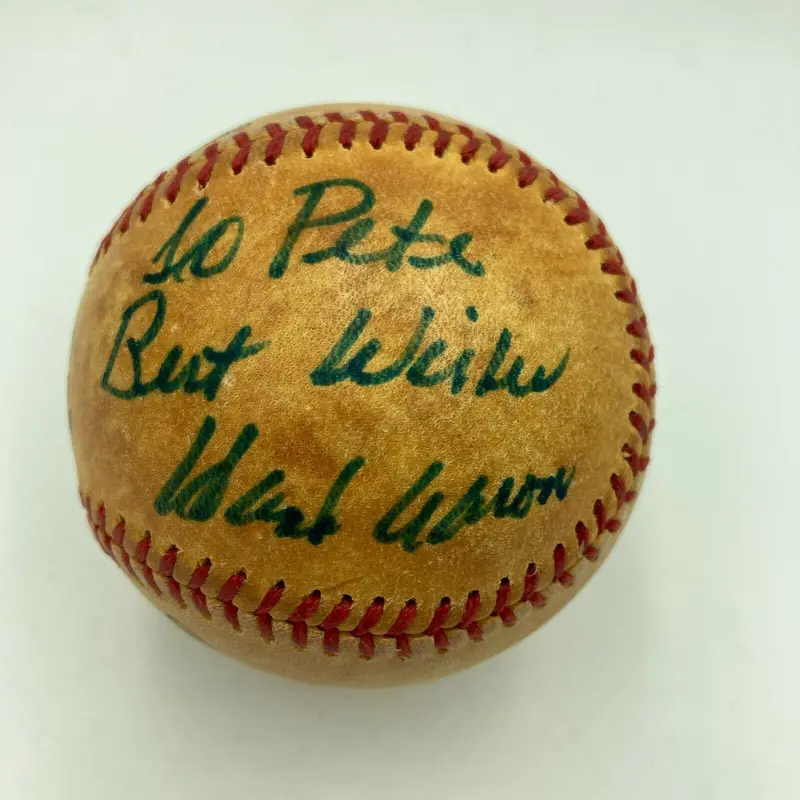 To Pete
Best Wishes
Hank Aaron